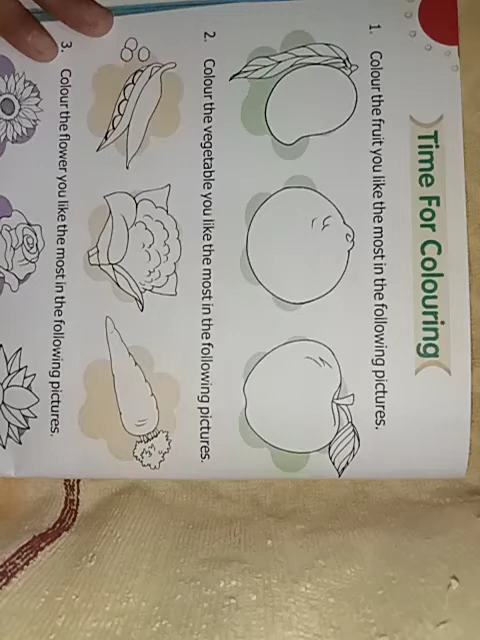 Time For Colouring
1. Colour the fruit you like the most in the following pictures.
2. Colour the vegetable you like the most in the following pictures.
3. Colour the flower you like the most in the following pictures.